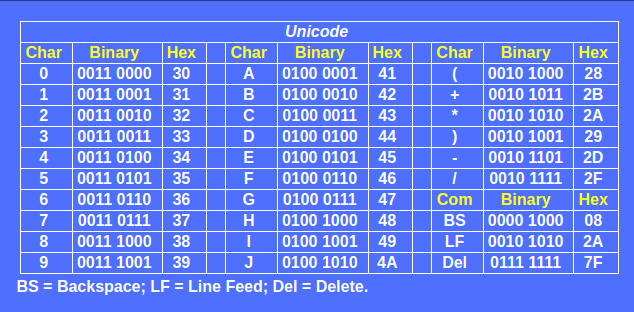 Unicode
Char Binary Hex Char Binary Hex Char Binary Hex
0 0011 0000 30 A 0100 0001 41 ( 0010 1000 28
1 0011 0001 31 B 0100 0010 42 + 0010 1011 2B
2 0011 0010 32 C 0100 0011 43 * 0010 1010 2A
3 0011 0011 33 D 0100 0100 44 ) 0010 1001 29
4 0011 0100 34 E 0100 0101 45 - 0010 1101 2D
5 0011 0101 35 F 0100 0110 46 / 0010 1111 2F
6 0011 0110 36 G 0100 0111 47 Com Binary Hex
7 0011 0111 37 H 0100 1000 48 BS 0000 1000 08
8 0011 1000 38 I 0100 1001 49 LF 0010 1010 2A
9 0011 1001 39 J 0100 1010 4A Del 0111 1111 7F
BS = Backspace; LF = Line Feed; Del = Delete.